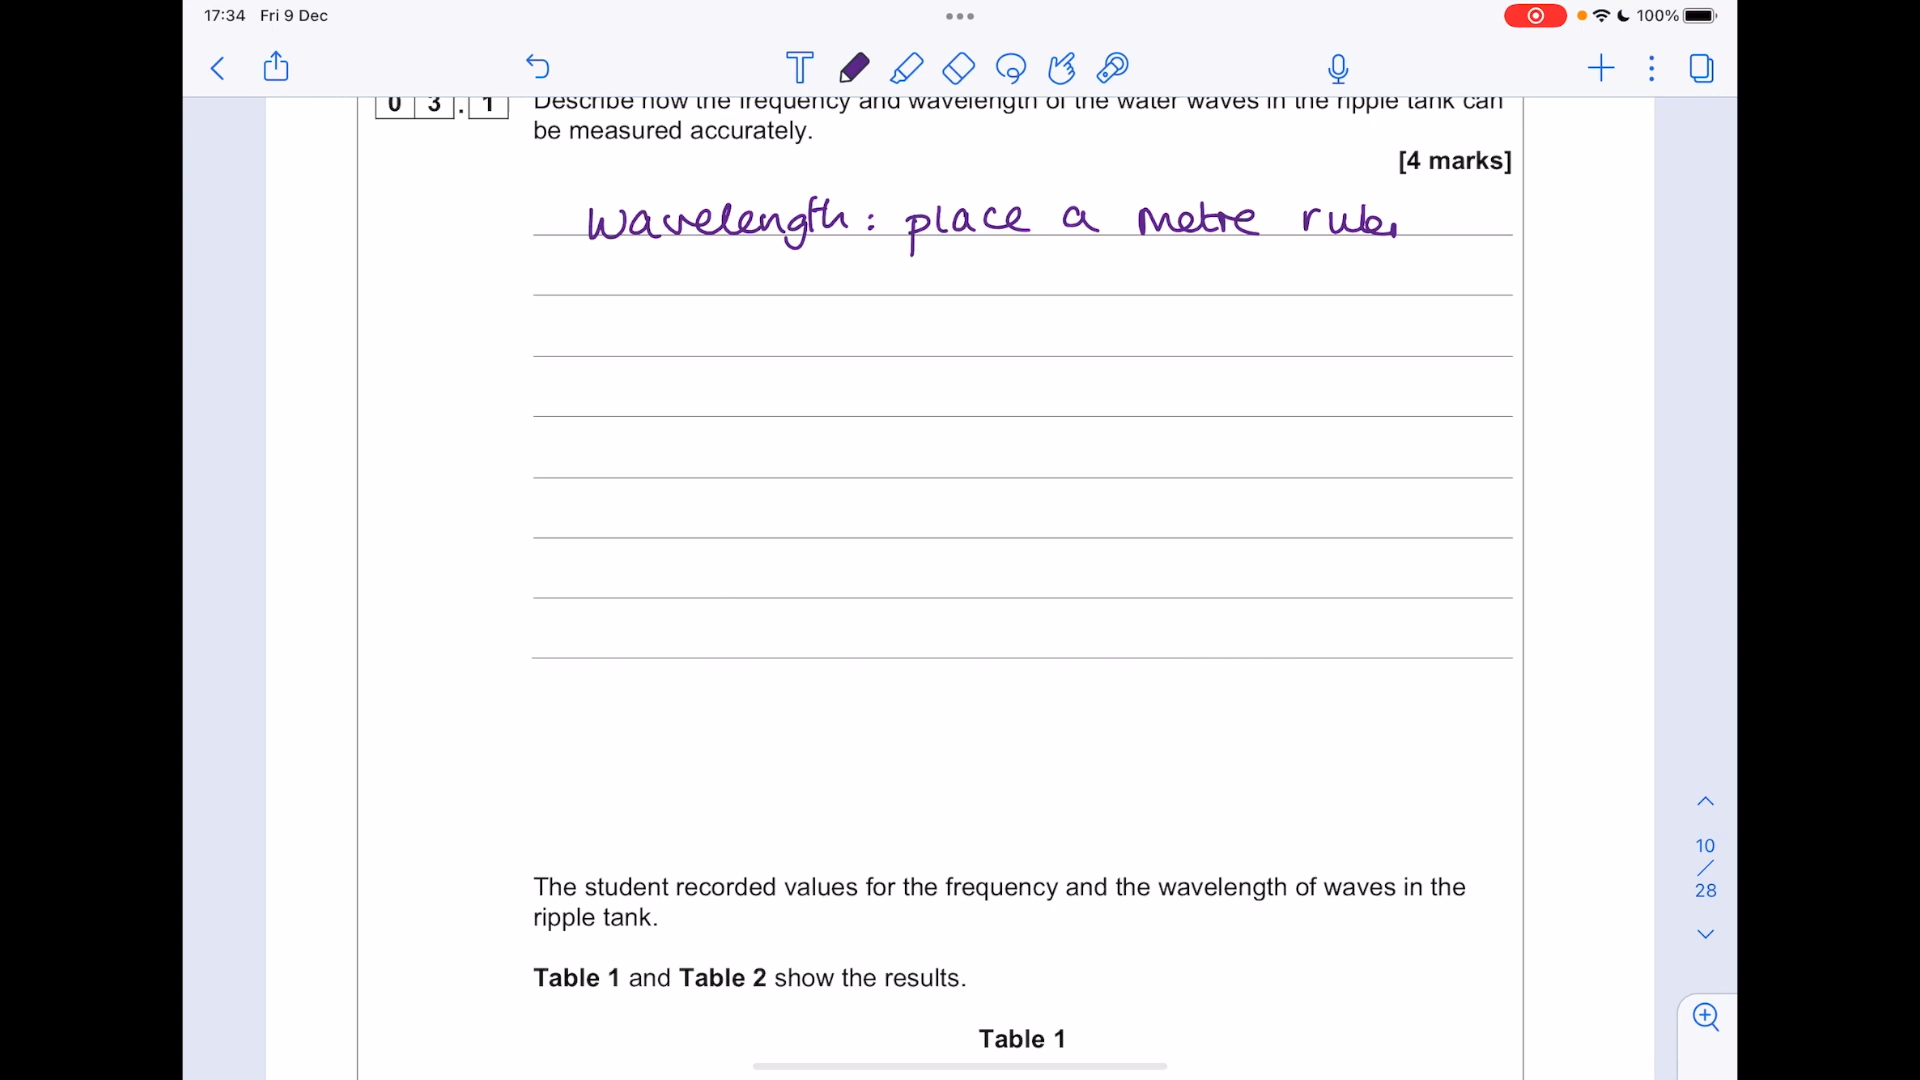 17:34 Fri 9 Dec
100%
0 3 . 1 Describe how the frequency and wavelength of the water waves in the ripple tank can
be measured accurately.
[4 marks]
wavelength: place a metre rule
The student recorded values for the frequency and the wavelength of waves in the
ripple tank.
Table 1 and Table 2 show the results.
Table 1
10
/
28